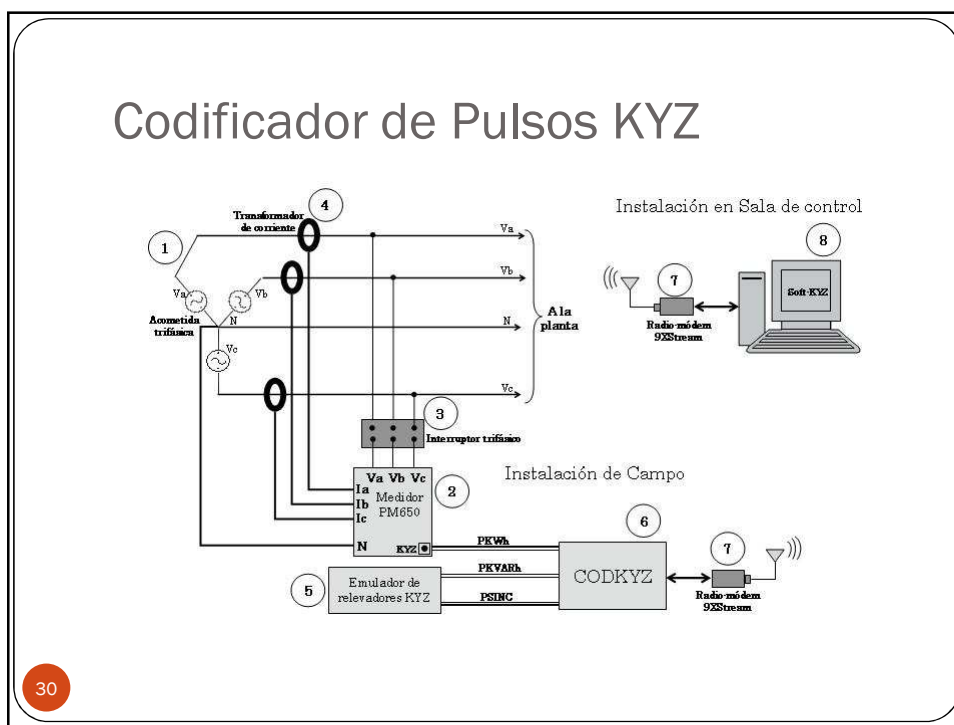 Codificador de Pulsos KYZ
4
Transformador
de corriente
1
Va
Vb
Acometida
trifásica
N
Vc
Va
Vb
N
Vc
A la
planta
3
Interruptor trifásico
Va Vb Vc
Ia
Ib
Ic
N
Medidor
PM650
KYZ
2
Instalación en Sala de control
8
7
Soft-KYZ
Radio-módem
9XStream
Instalación de Campo
6
PKWh
PKVARh
PSINC
CODKYZ
7
Radio-módem
9XStream
5
Emulador de
relevadores KYZ
30